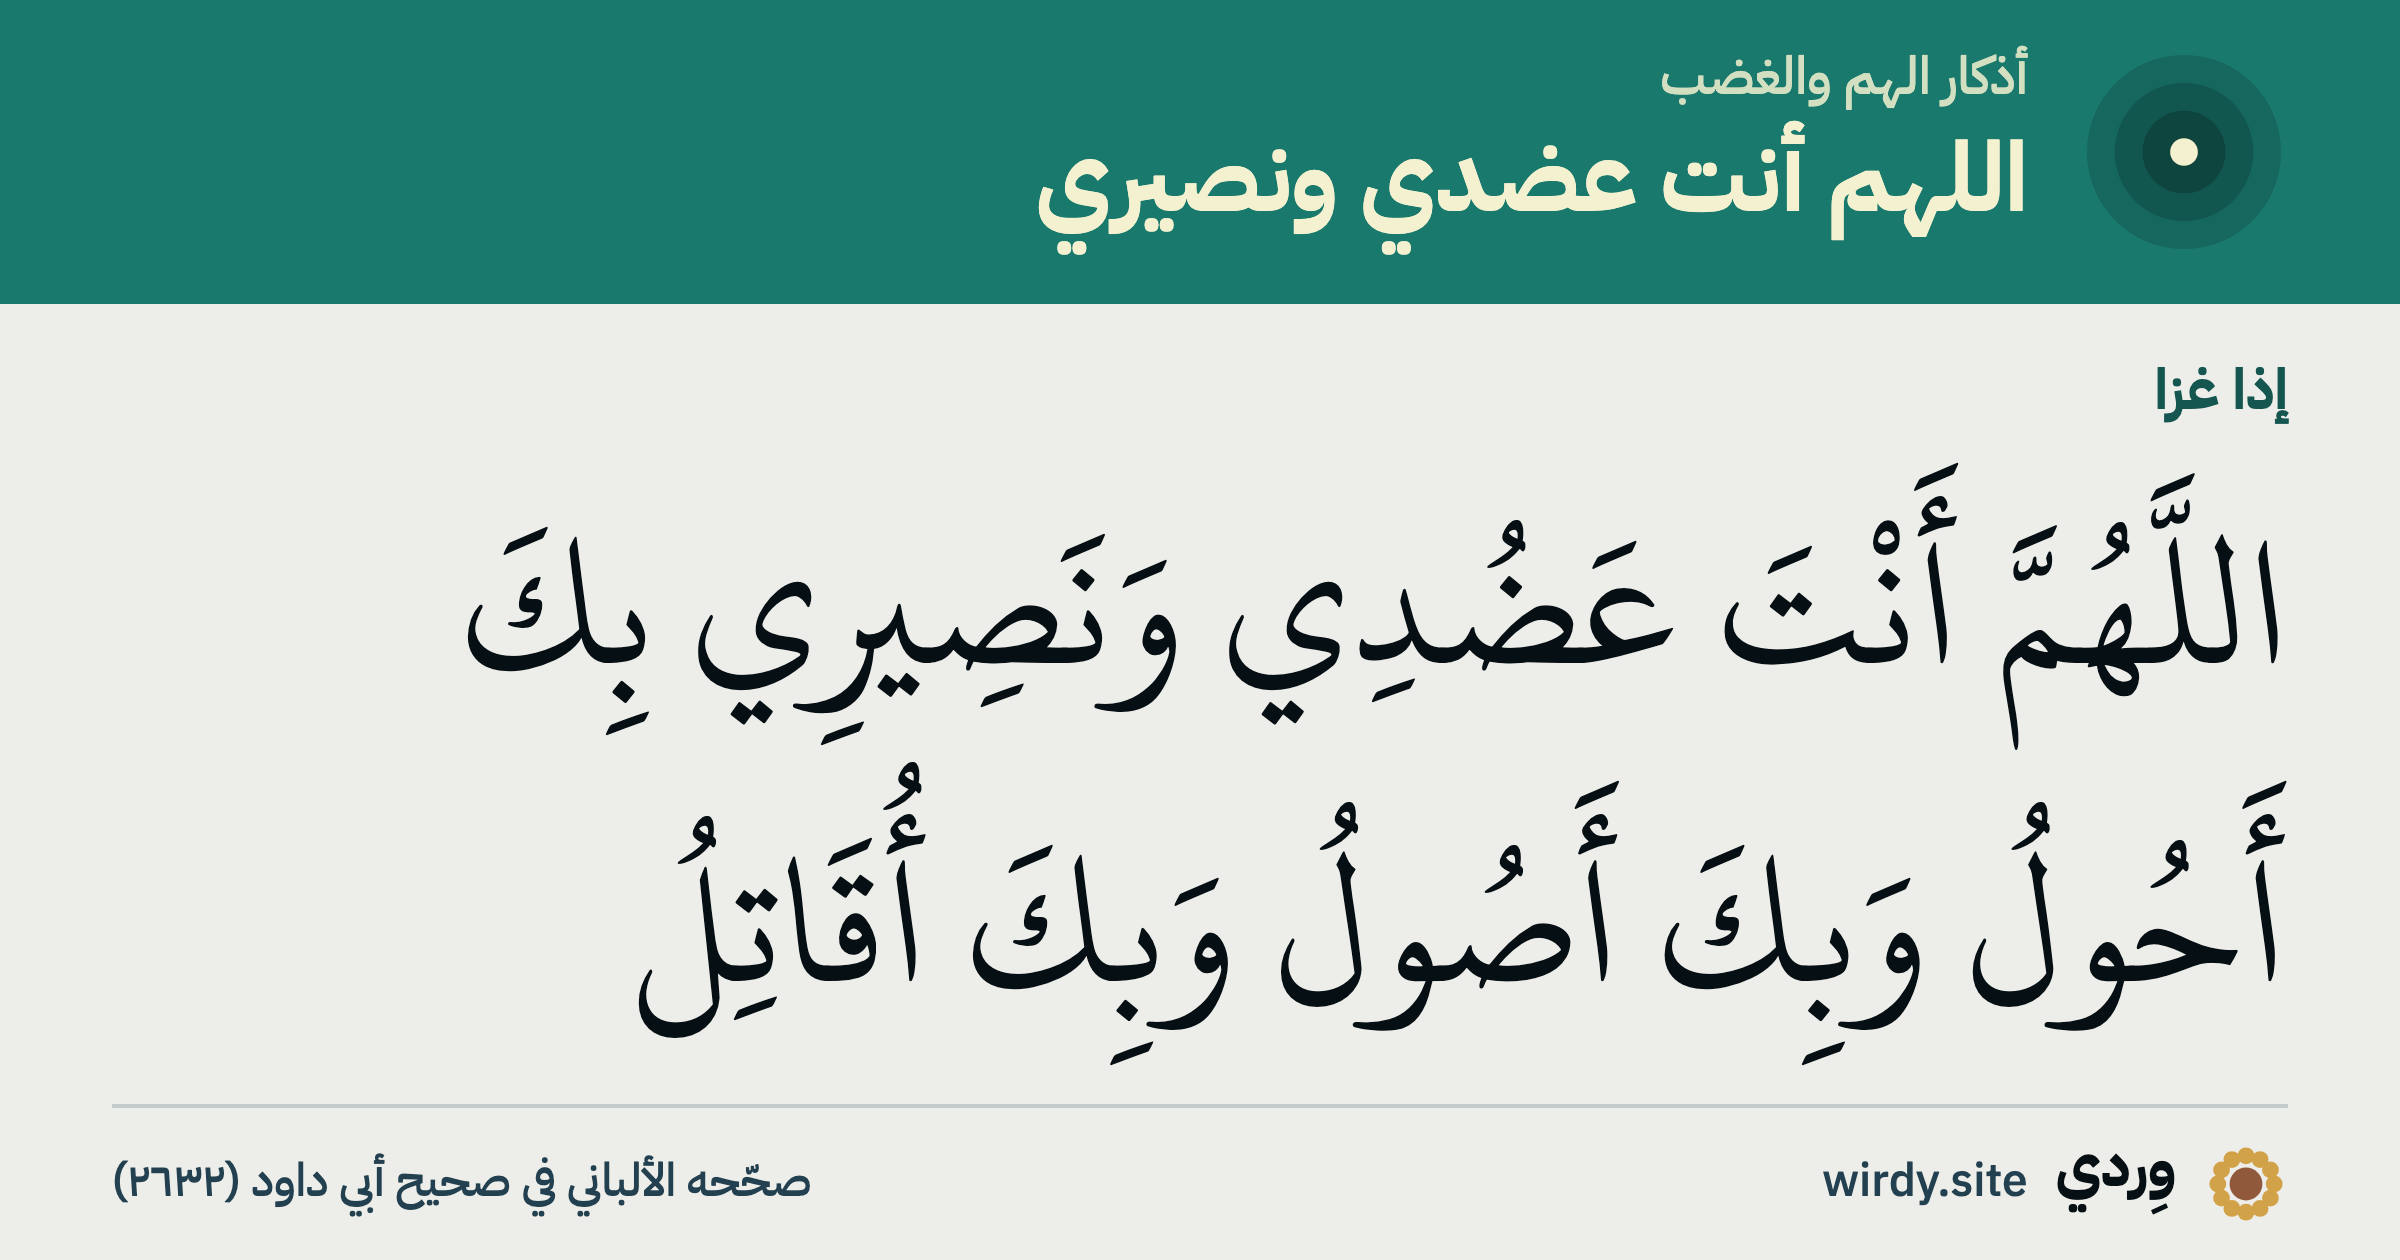 أذكار الهم والغضب
اللهم أنت عضدي ونصيري
إذا غزا
اللَّهُمَّ أَنْتَ عَضُدِي وَنَصِيرِي بِكَ
أَحُولُ وَبِكَ أَصُولُ وَبِكَ أُقَاتِلُ
وِردي wirdy.site
صحّحه الألباني في صحيح أبي داود (٢٦٣٢)